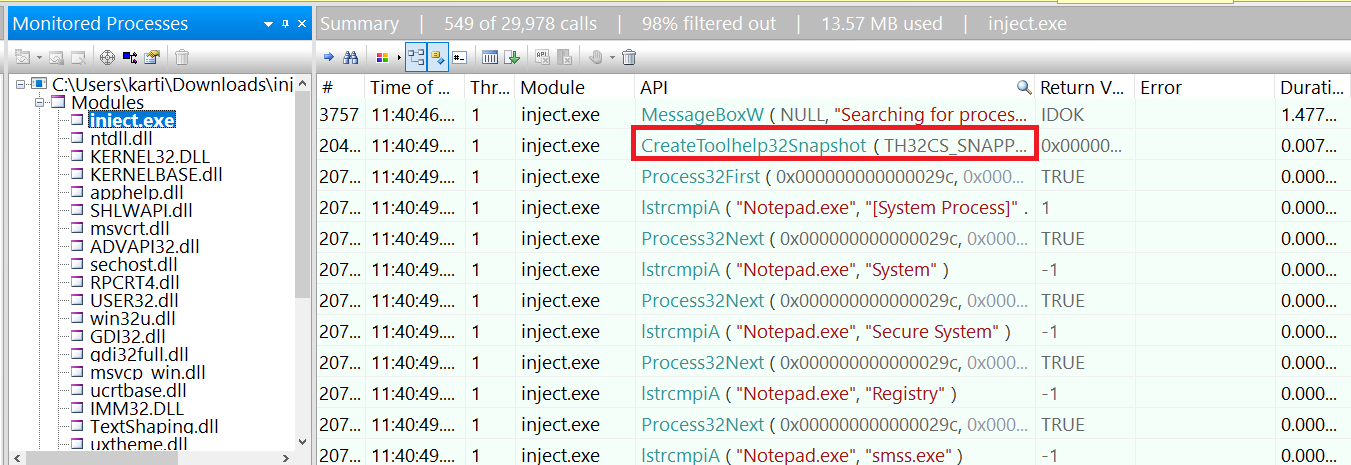 Monitored Processes
C:\Users\karti\Downloads\inj
Modules
inject.exe
ntdll.dll
KERNEL32.DLL
KERNELBASE.dll
apphelp.dll
SHLWAPI.dll
msvcrt.dll
ADVAPI32.dll
sechost.dll
RPCRT4.dll
USER32.dll
win32u.dll
GDI32.dll
gdi32full.dll
msvcp_win.dll
ucrtbase.dll
IMM32.DLL
TextShaping.dll
uxtheme.dll
Summary | 549 of 29,978 calls | 98% filtered out | 13.57 MB used | inject.exe
# Time of ... Thr... Module API Return V... Error Durati...
3757 11:40:46.... 1 inject.exe MessageBoxW ( NULL, "Searching for proces... IDOK 1.477...
204... 11:40:49.... 1 inject.exe CreateToolhelp32Snapshot ( TH32CS_SNAPP... 0x00000... 0.007...
207... 11:40:49.... 1 inject.exe Process32First ( 0x000000000000029c, 0x000... TRUE 0.000...
207... 11:40:49.... 1 inject.exe lstrcmpiA ( "Notepad.exe", "[System Process]" . 1 0.000...
207... 11:40:49.... 1 inject.exe Process32Next ( 0x000000000000029c, 0x000... TRUE 0.000...
207... 11:40:49.... 1 inject.exe lstrcmpiA ( "Notepad.exe", "System" ) -1 0.000...
207... 11:40:49.... 1 inject.exe Process32Next ( 0x000000000000029c, 0x000... TRUE 0.000...
207... 11:40:49.... 1 inject.exe lstrcmpiA ( "Notepad.exe", "Secure System" ) -1 0.000...
207... 11:40:49.... 1 inject.exe Process32Next ( 0x000000000000029c, 0x000... TRUE 0.000...
207... 11:40:49.... 1 inject.exe lstrcmpiA ( "Notepad.exe", "Registry" ) -1 0.000...
207... 11:40:49.... 1 inject.exe Process32Next ( 0x000000000000029c, 0x000... TRUE 0.000...
207... 11:40:49.... 1 inject.exe lstrcmpiA ( "Notepad.exe", "smss.exe" ) -1 0.000...